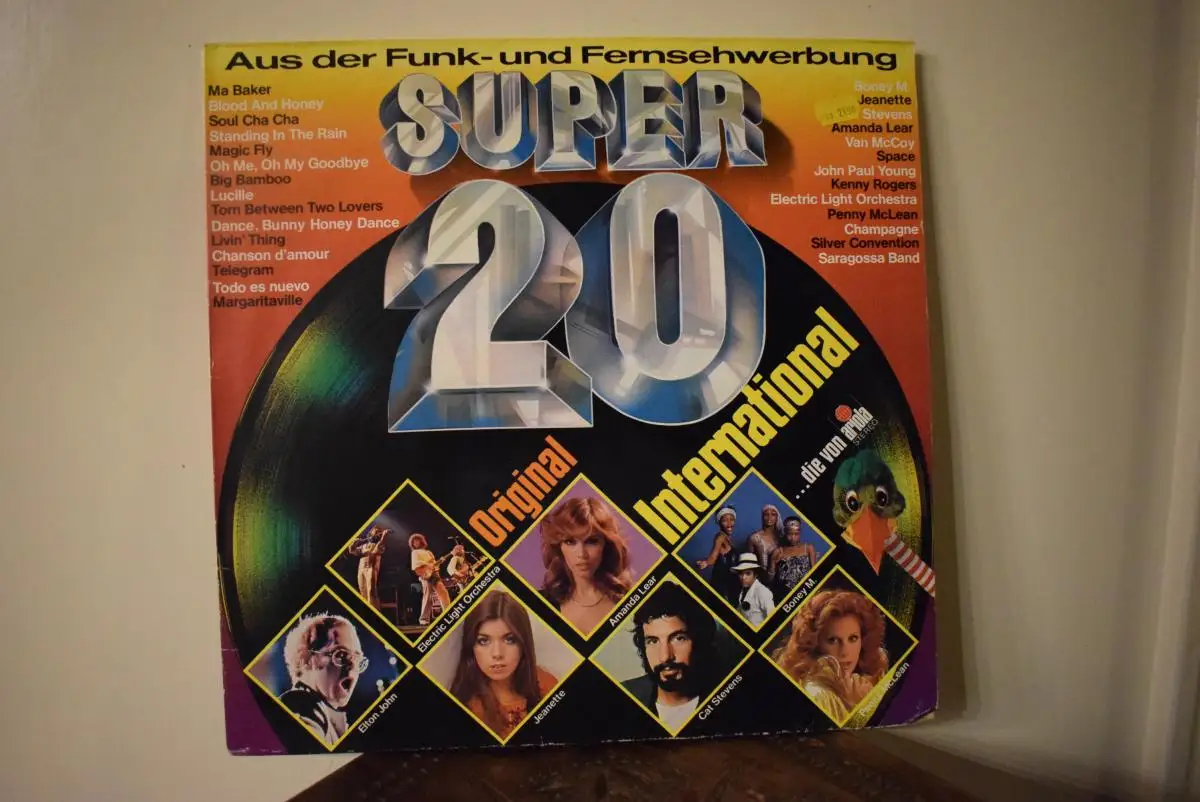 Aus der Funk- und Fernsehwerbung
SUPER
20
Ma Baker
Blood And Honey
Soul Cha Cha
Standing In The Rain
Magic Fly
Oh Me, Oh My Goodbye
Big Bamboo
Lucille
Torn Between Two Lovers
Dance, Bunny Honey Dance
Livin' Thing
Chanson d'amour
Telegram
Todo es nuevo
Margaritaville
Boney M.
Jeanette
Stevens
Amanda Lear
Van McCoy
Space
John Paul Young
Kenny Rogers
Electric Light Orchestra
Penny McLean
Champagne
Silver Convention
Saragossa Band
Original
International
...die von ariola
STEREO
Electric Light Orchestra
Amanda Lear
Boney M.
Elton John
Jeanette
Cat Stevens
McLean